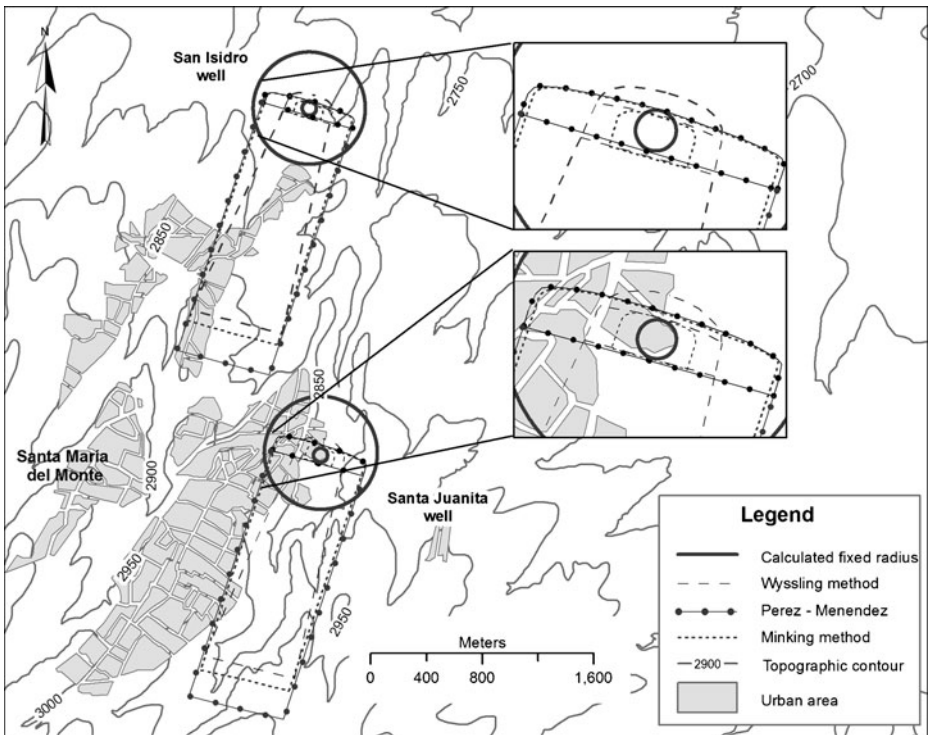 N
San Isidro
well
2750
2700
2850
2850
Santa Maria
del Monte
2900
Santa Juanita
well
2950
2950
3000
Meters
0 400 800 1,600
Legend
Calculated fixed radius
Wyssling method
Perez - Menendez
Minking method
2900 Topographic contour
Urban area